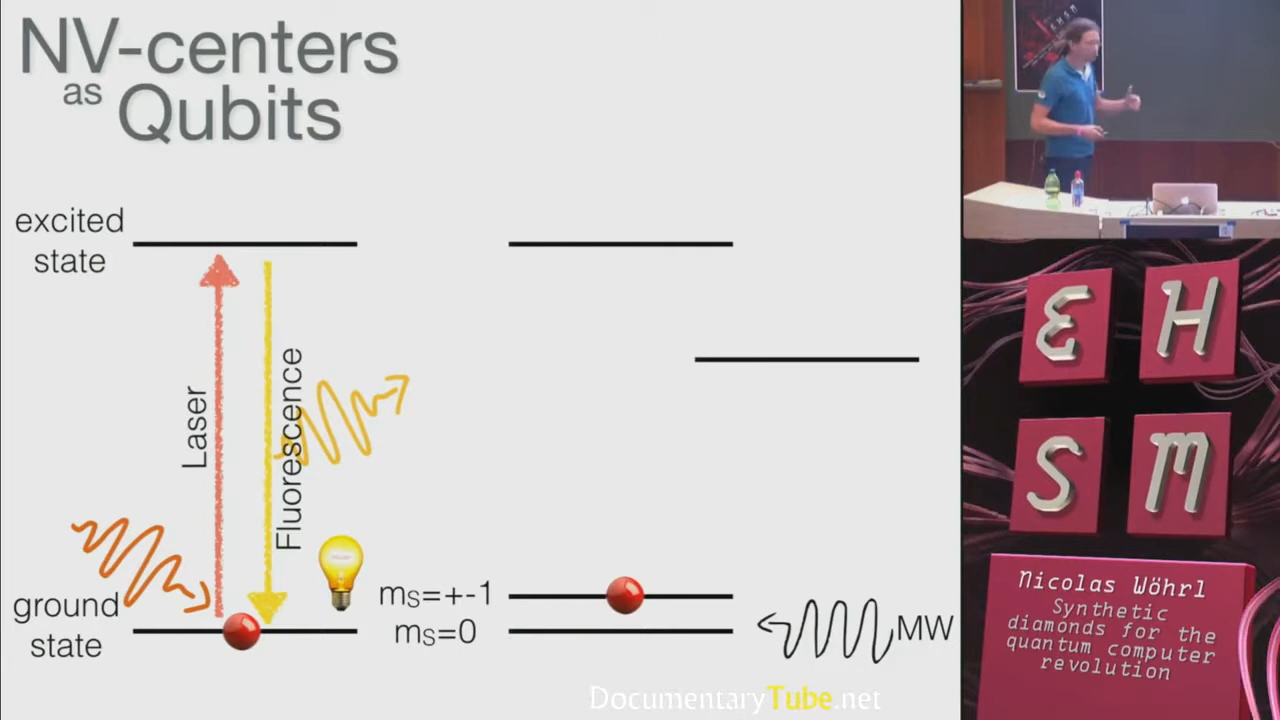 NV-centers
as
Qubits
excited
state
Laser
Fluorescence
ground
state
mS=+-1
mS=0
MW
DocumentaryTube.net
E H
S M
Nicolas Wöhrl
Synthetic
diamonds for the
quantum computer
revolution